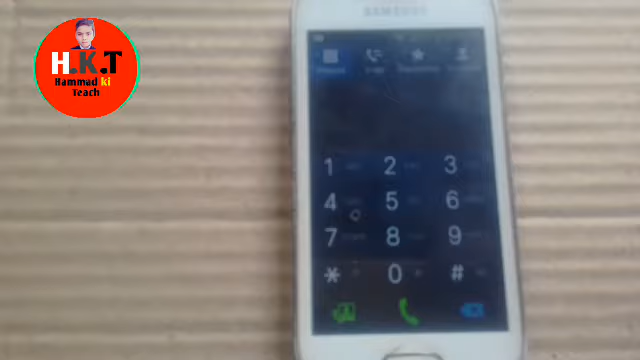 SAMSUNG
H.K.T
Hammad ki
Teach
1 2 3
4 5 6
7 8 9
* 0 #